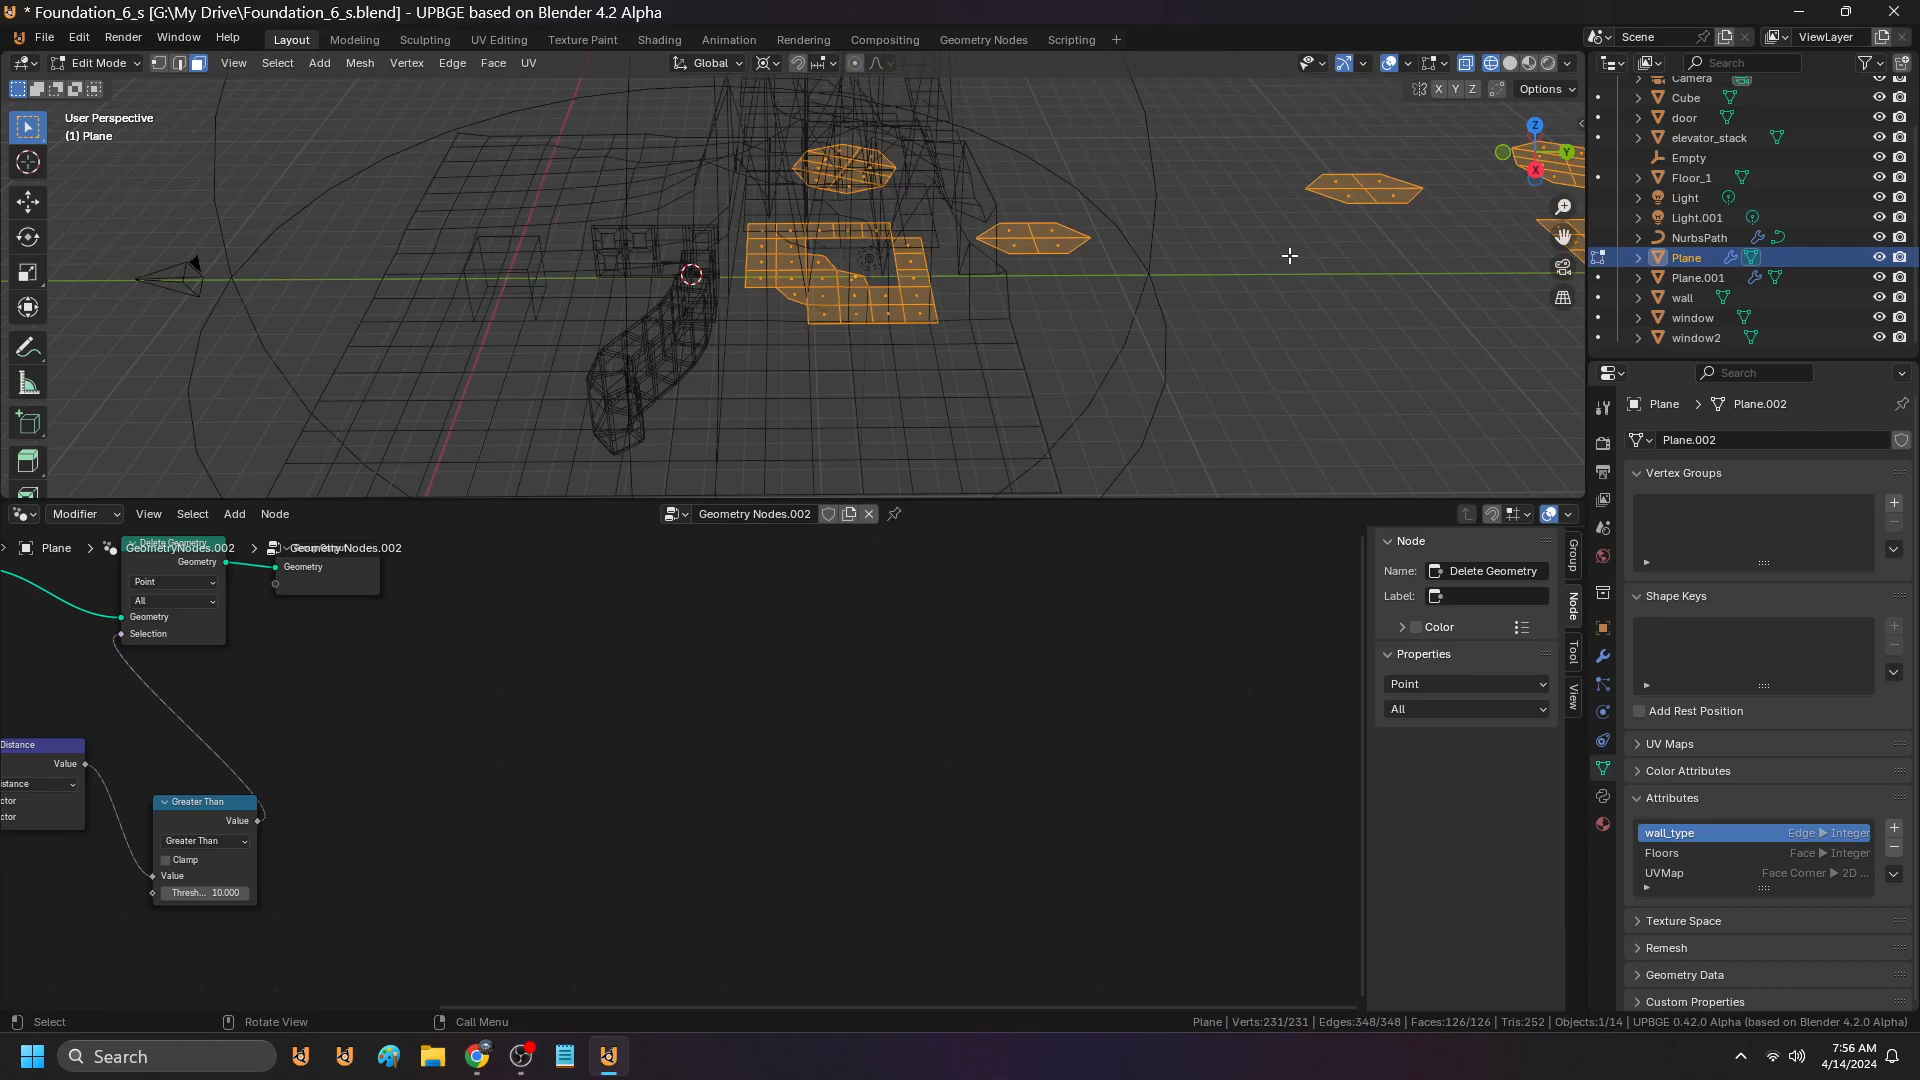 * Foundation_6_s [G:\My Drive\Foundation_6_s.blend] - UPBGE based on Blender 4.2 Alpha
File Edit Render Window Help
Layout Modeling Sculpting UV Editing Texture Paint Shading Animation Rendering Compositing Geometry Nodes Scripting +
Scene ViewLayer
Edit Mode View Select Add Mesh Vertex Edge Face UV Global
X Y Z Options
User Perspective
(1) Plane
Z
Y
X
Search
Camera
Cube
door
elevator_stack
Empty
Floor_1
Light
Light.001
NurbsPath
Plane
Plane.001
wall
window
window2
Search
Plane > Plane.002
Plane.002
Vertex Groups
Shape Keys
Add Rest Position
UV Maps
Color Attributes
Attributes
wall_type Edge ▶ Integer
Floors Face ▶ Integer
UVMap Face Corner ▶ 2D ...
Texture Space
Remesh
Geometry Data
Custom Properties
Modifier View Select Add Node Geometry Nodes.002
Plane > GeometryNodes.002 > Geometry Nodes.002
Delete Geometry
Geometry
Point
All
Geometry
Selection
Geometry
Distance
Value
istance
ctor
ctor
Greater Than
Value
Greater Than
Clamp
Value
Thresh... 10.000
Node
Name: Delete Geometry
Label:
Color
Properties
Point
All
Group
Node
Tool
View
Select Rotate View Call Menu
Plane | Verts:231/231 | Edges:348/348 | Faces:126/126 | Tris:252 | Objects:1/14 | UPBGE 0.42.0 Alpha (based on Blender 4.2.0 Alpha)
Search
7:56 AM
4/14/2024